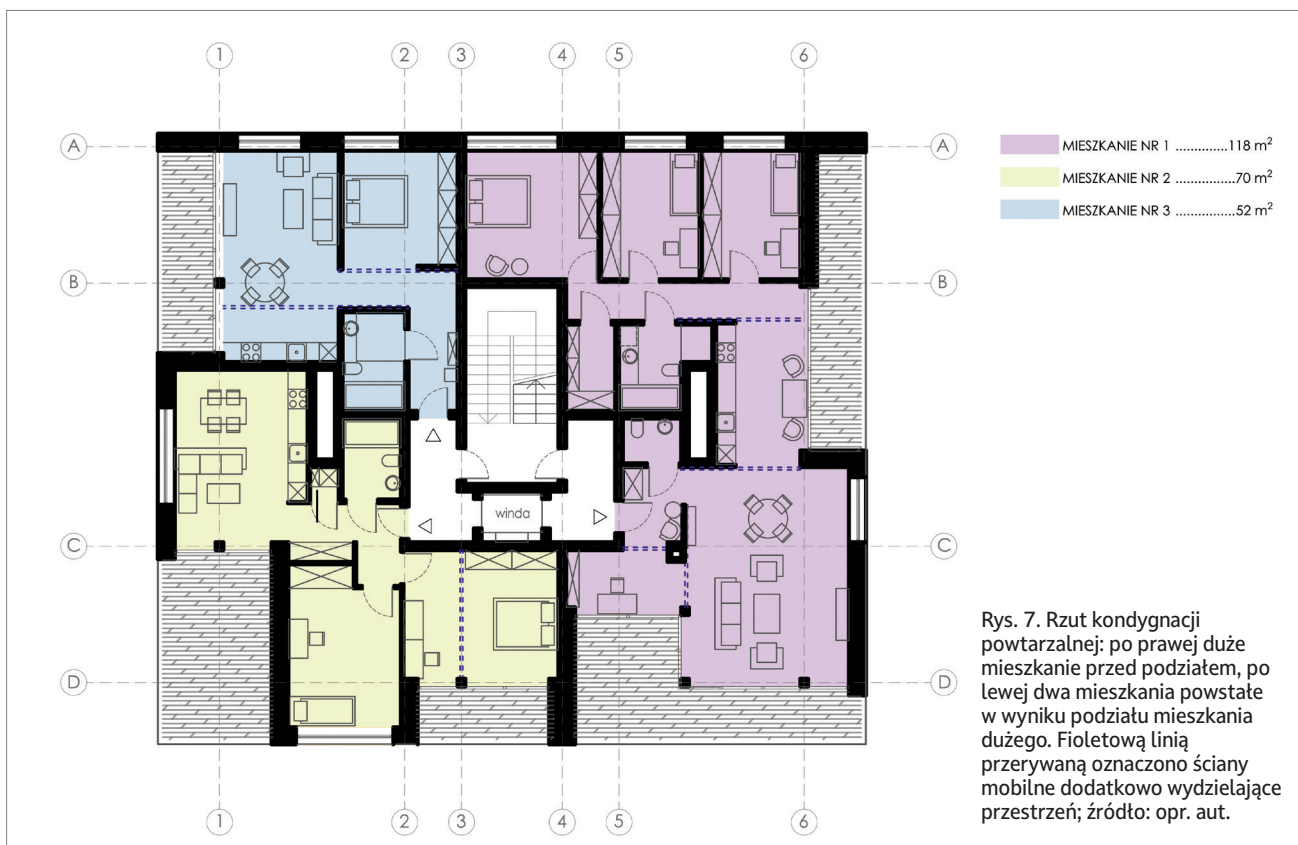 1 2 3 4 5 6
A A
MIESZKANIE NR 1 ..............118 m²
MIESZKANIE NR 2 ................70 m²
MIESZKANIE NR 3 ................52 m²
B B
winda
C C
D D
1 2 3 4 5 6
Rys. 7. Rzut kondygnacji
powtarzalnej: po prawej duże
mieszkanie przed podziałem, po
lewej dwa mieszkania powstałe
w wyniku podziału mieszkania
dużego. Fioletową linią
przerywaną oznaczono ściany
mobilne dodatkowo wydzielające
przestrzeń; źródło: opr. aut.